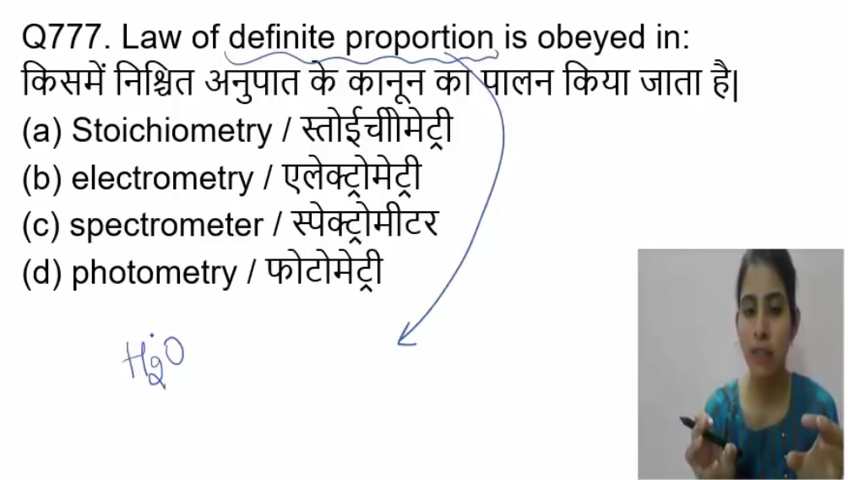 Q777. Law of definite proportion is obeyed in:
किसमें निश्चित अनुपात के कानून का पालन किया जाता है|
(a) Stoichiometry / स्तोईचीोमेट्री
(b) electrometry / एलेक्ट्रोमेट्री
(c) spectrometer / स्पेक्ट्रोमीटर
(d) photometry / फोटोमेट्री
H2O